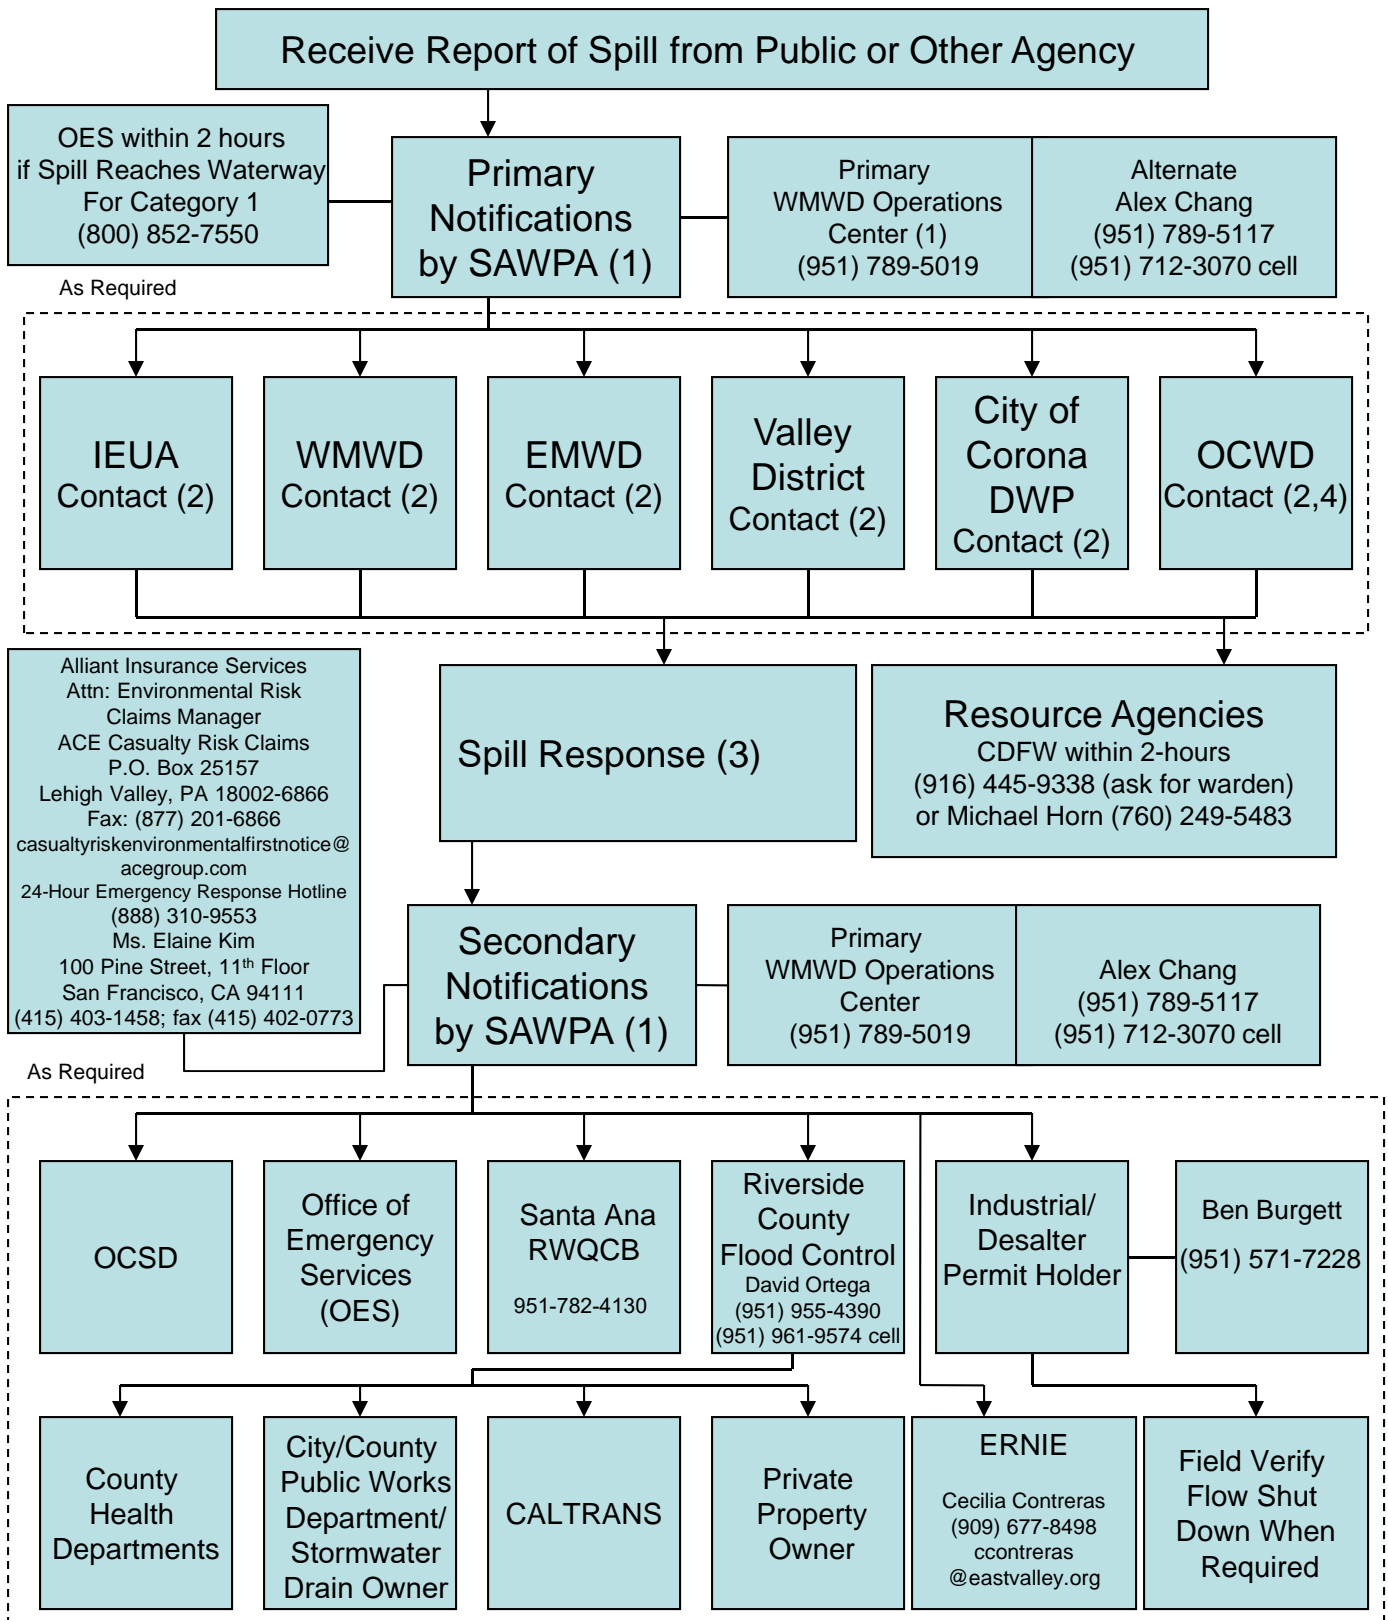 Receive Report of Spill from Public or Other Agency
OES within 2 hours
if Spill Reaches Waterway
For Category 1
(800) 852-7550
Primary
Notifications
by SAWPA (1)
Primary
WMWD Operations
Center (1)
(951) 789-5019
Alternate
Alex Chang
(951) 789-5117
(951) 712-3070 cell
As Required
IEUA
Contact (2)
WMWD
Contact (2)
EMWD
Contact (2)
Valley
District
Contact (2)
City of
Corona
DWP
Contact (2)
OCWD
Contact (2,4)
Alliant Insurance Services
Attn: Environmental Risk
Claims Manager
ACE Casualty Risk Claims
P.O. Box 25157
Lehigh Valley, PA 18002-6866
Fax: (877) 201-6866
casualtyriskenvironmentalfirstnotice@
acegroup.com
24-Hour Emergency Response Hotline
(888) 310-9553
Ms. Elaine Kim
100 Pine Street, 11th Floor
San Francisco, CA 94111
(415) 403-1458; fax (415) 402-0773
Spill Response (3)
Resource Agencies
CDFW within 2-hours
(916) 445-9338 (ask for warden)
or Michael Horn (760) 249-5483
Secondary
Notifications
by SAWPA (1)
Primary
WMWD Operations
Center
(951) 789-5019
Alex Chang
(951) 789-5117
(951) 712-3070 cell
As Required
OCSD
Office of
Emergency
Services
(OES)
Santa Ana
RWQCB
951-782-4130
Riverside
County
Flood Control
David Ortega
(951) 955-4390
(951) 961-9574 cell
Industrial/
Desalter
Permit Holder
Ben Burgett
(951) 571-7228
County
Health
Departments
City/County
Public Works
Department/
Stormwater
Drain Owner
CALTRANS
Private
Property
Owner
ERNIE
Cecilia Contreras
(909) 677-8498
ccontreras
@eastvalley.org
Field Verify
Flow Shut
Down When
Required